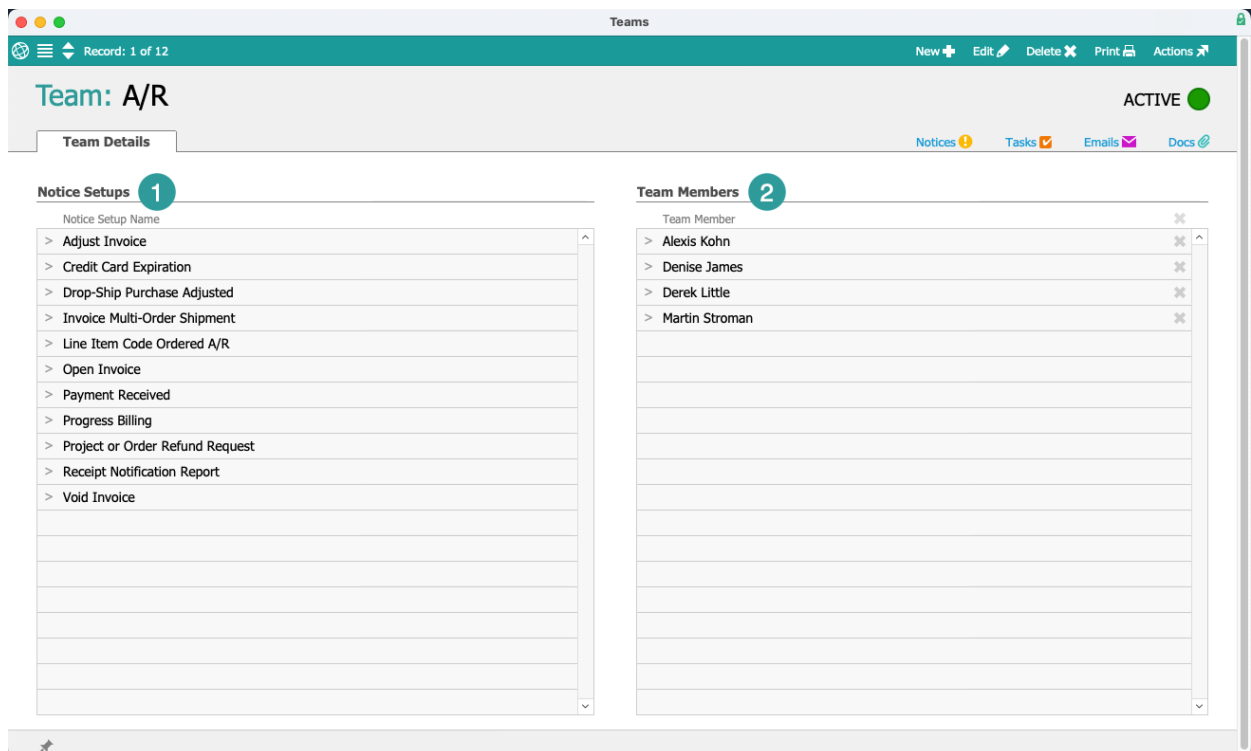 Teams
Record: 1 of 12
New Edit Delete Print Actions
Team: A/R
ACTIVE
Team Details
Notices Tasks Emails Docs
Notice Setups 1
Notice Setup Name
Adjust Invoice
Credit Card Expiration
Drop-Ship Purchase Adjusted
Invoice Multi-Order Shipment
Line Item Code Ordered A/R
Open Invoice
Payment Received
Progress Billing
Project or Order Refund Request
Receipt Notification Report
Void Invoice
Team Members 2
Team Member
Alexis Kohn
Denise James
Derek Little
Martin Stroman